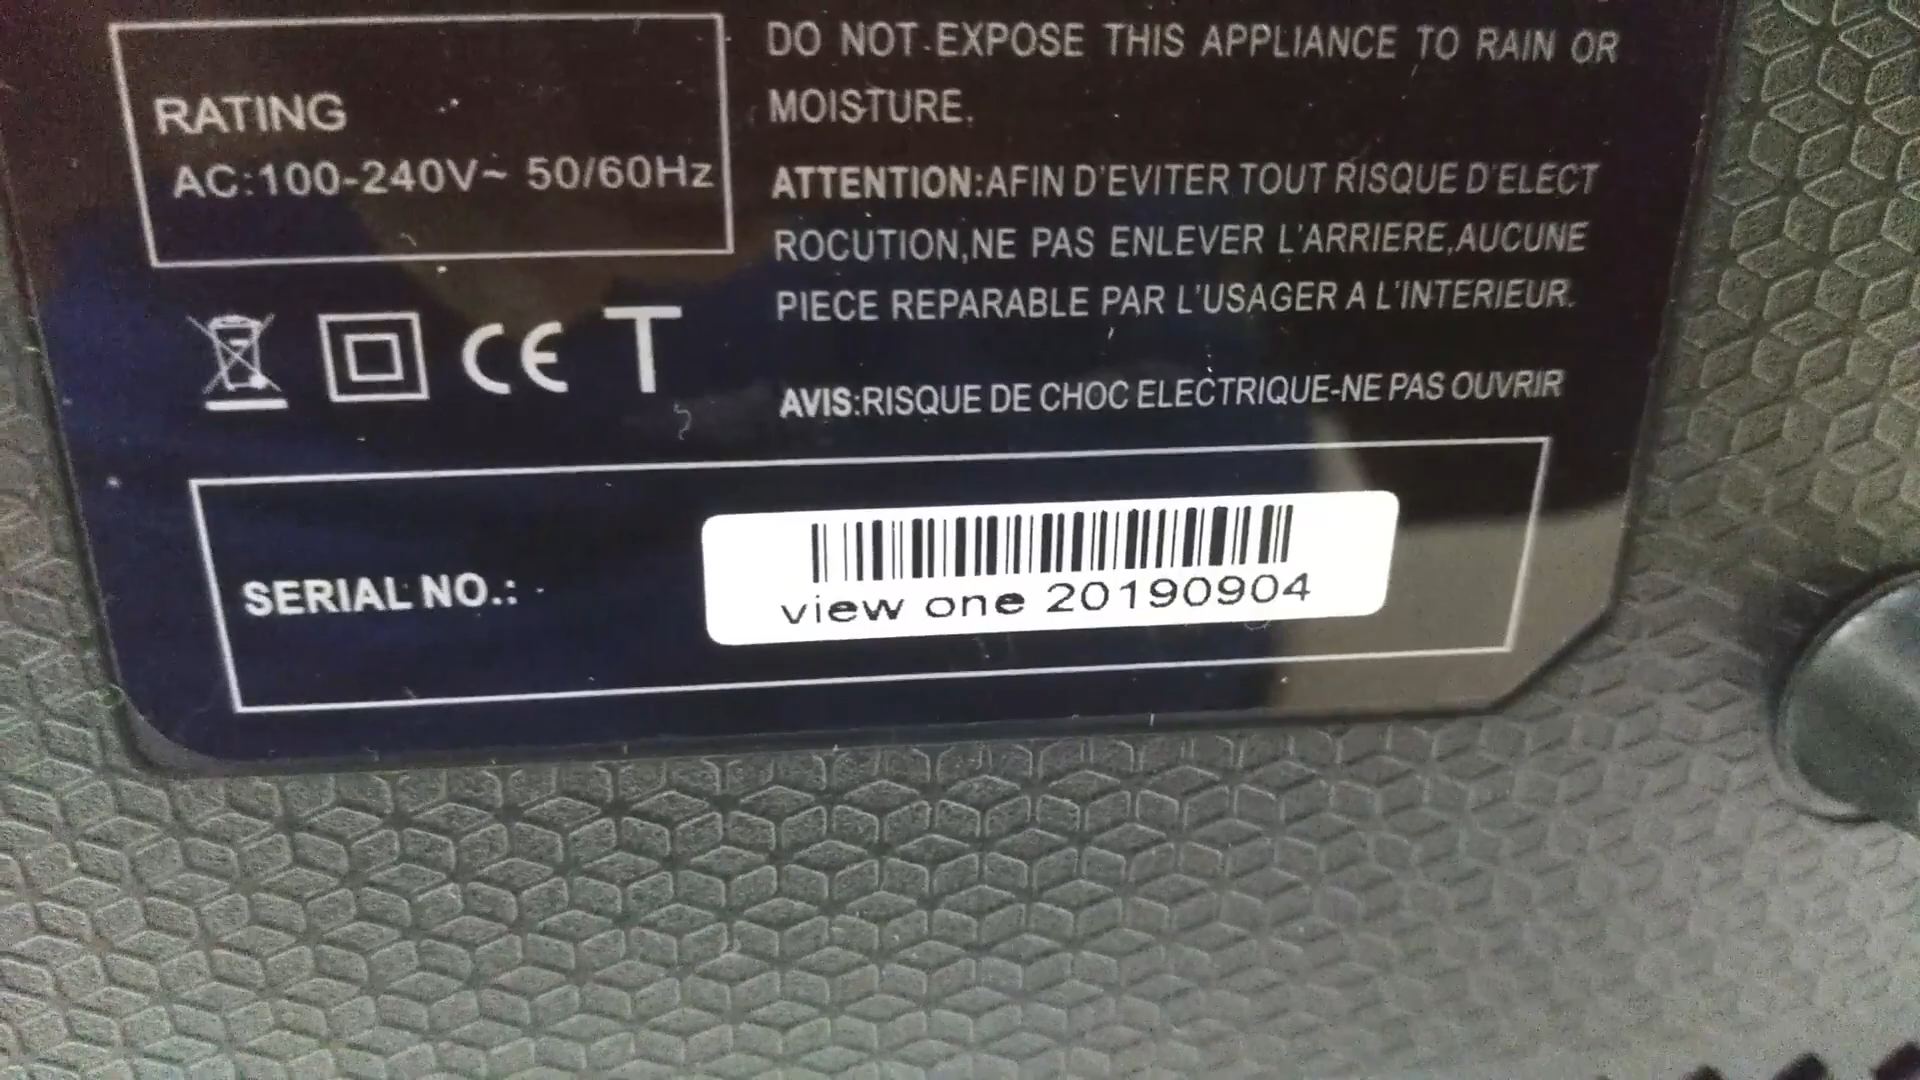 RATING
AC:100-240V~ 50/60Hz
CE T
DO NOT EXPOSE THIS APPLIANCE TO RAIN OR
MOISTURE.
ATTENTION:AFIN D'EVITER TOUT RISQUE D'ELECT
ROCUTION,NE PAS ENLEVER L'ARRIERE,AUCUNE
PIECE REPARABLE PAR L'USAGER A L'INTERIEUR.
AVIS:RISQUE DE CHOC ELECTRIQUE-NE PAS OUVRIR
SERIAL NO.:
view one 20190904